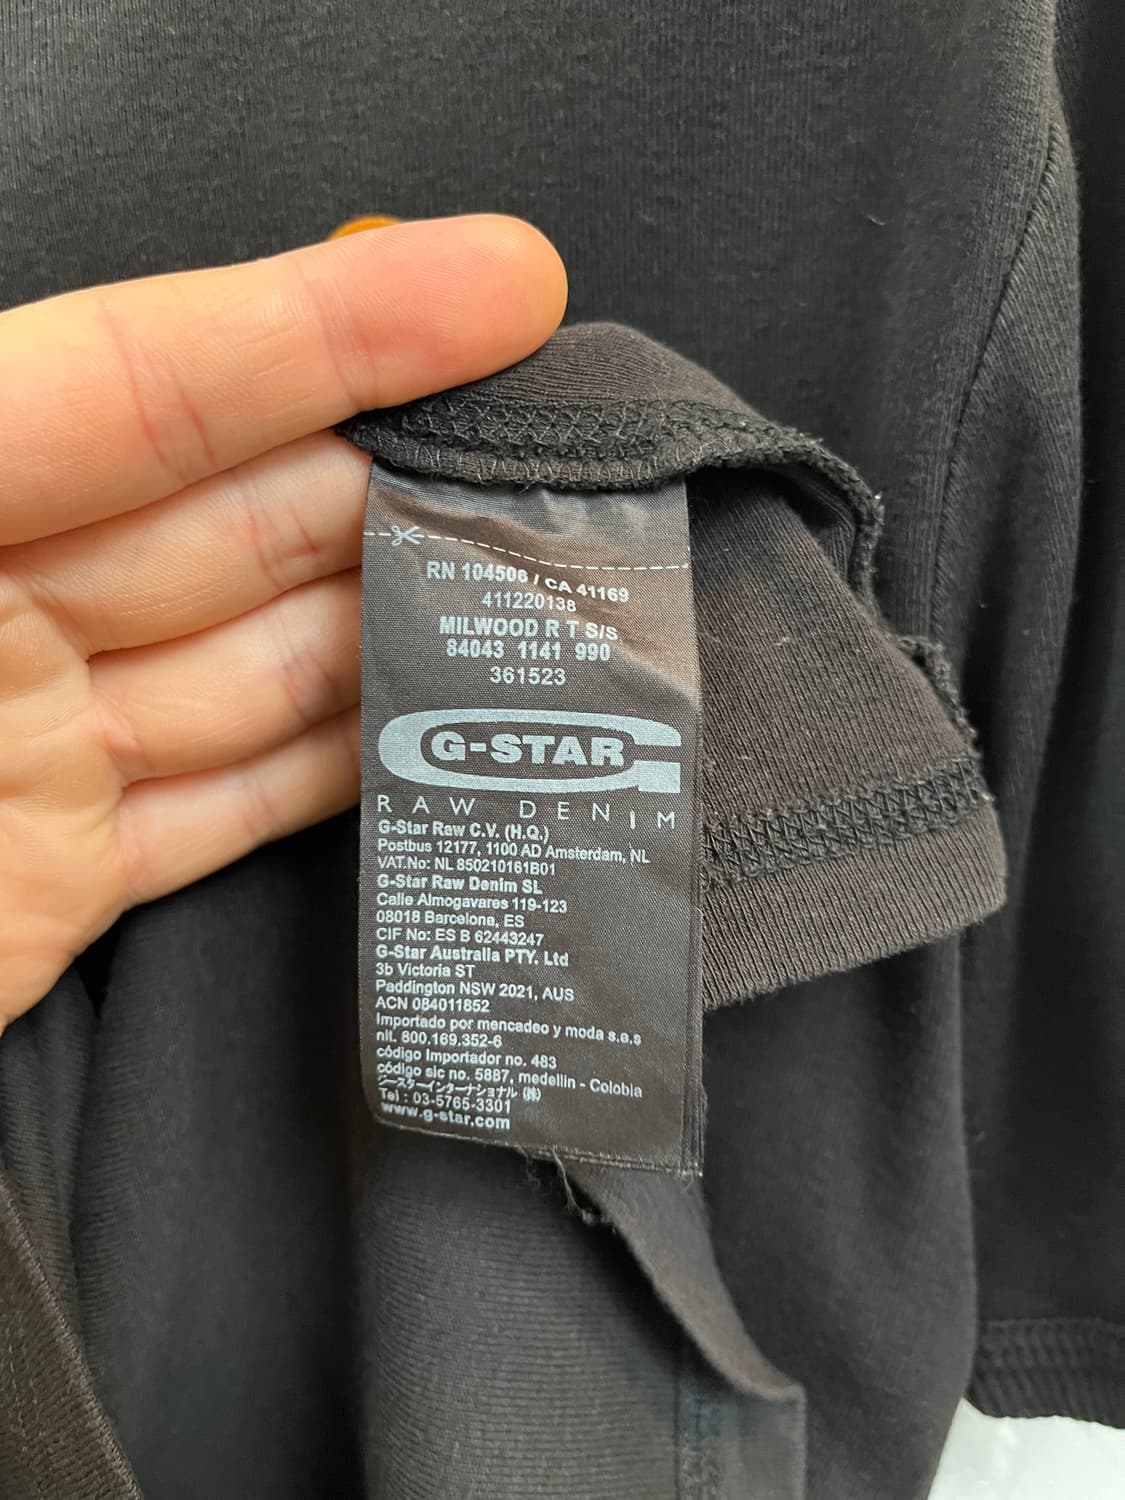 RN 104506 / CA 41169
411220138
MILWOOD R T S/S
84043 1141 990
361523
G-STAR
RAW DENIM
G-Star Raw C.V. (H.Q.)
Postbus 12177, 1100 AD Amsterdam, NL
VAT.No: NL 850210161B01
G-Star Raw Denim SL
Calle Almogavares 119-123
08018 Barcelona, ES
CIF No: ES B 62443247
G-Star Australia PTY. Ltd
3b Victoria ST
Paddington NSW 2021, AUS
ACN 084011852
Importado por mencadeo y moda s.a.s
nit. 800.169.352-6
código Importador no. 483
código sic no. 5887, medellin - Colobia
ジースターインターナショナル (株)
Tel : 03-5765-3301
www.g-star.com